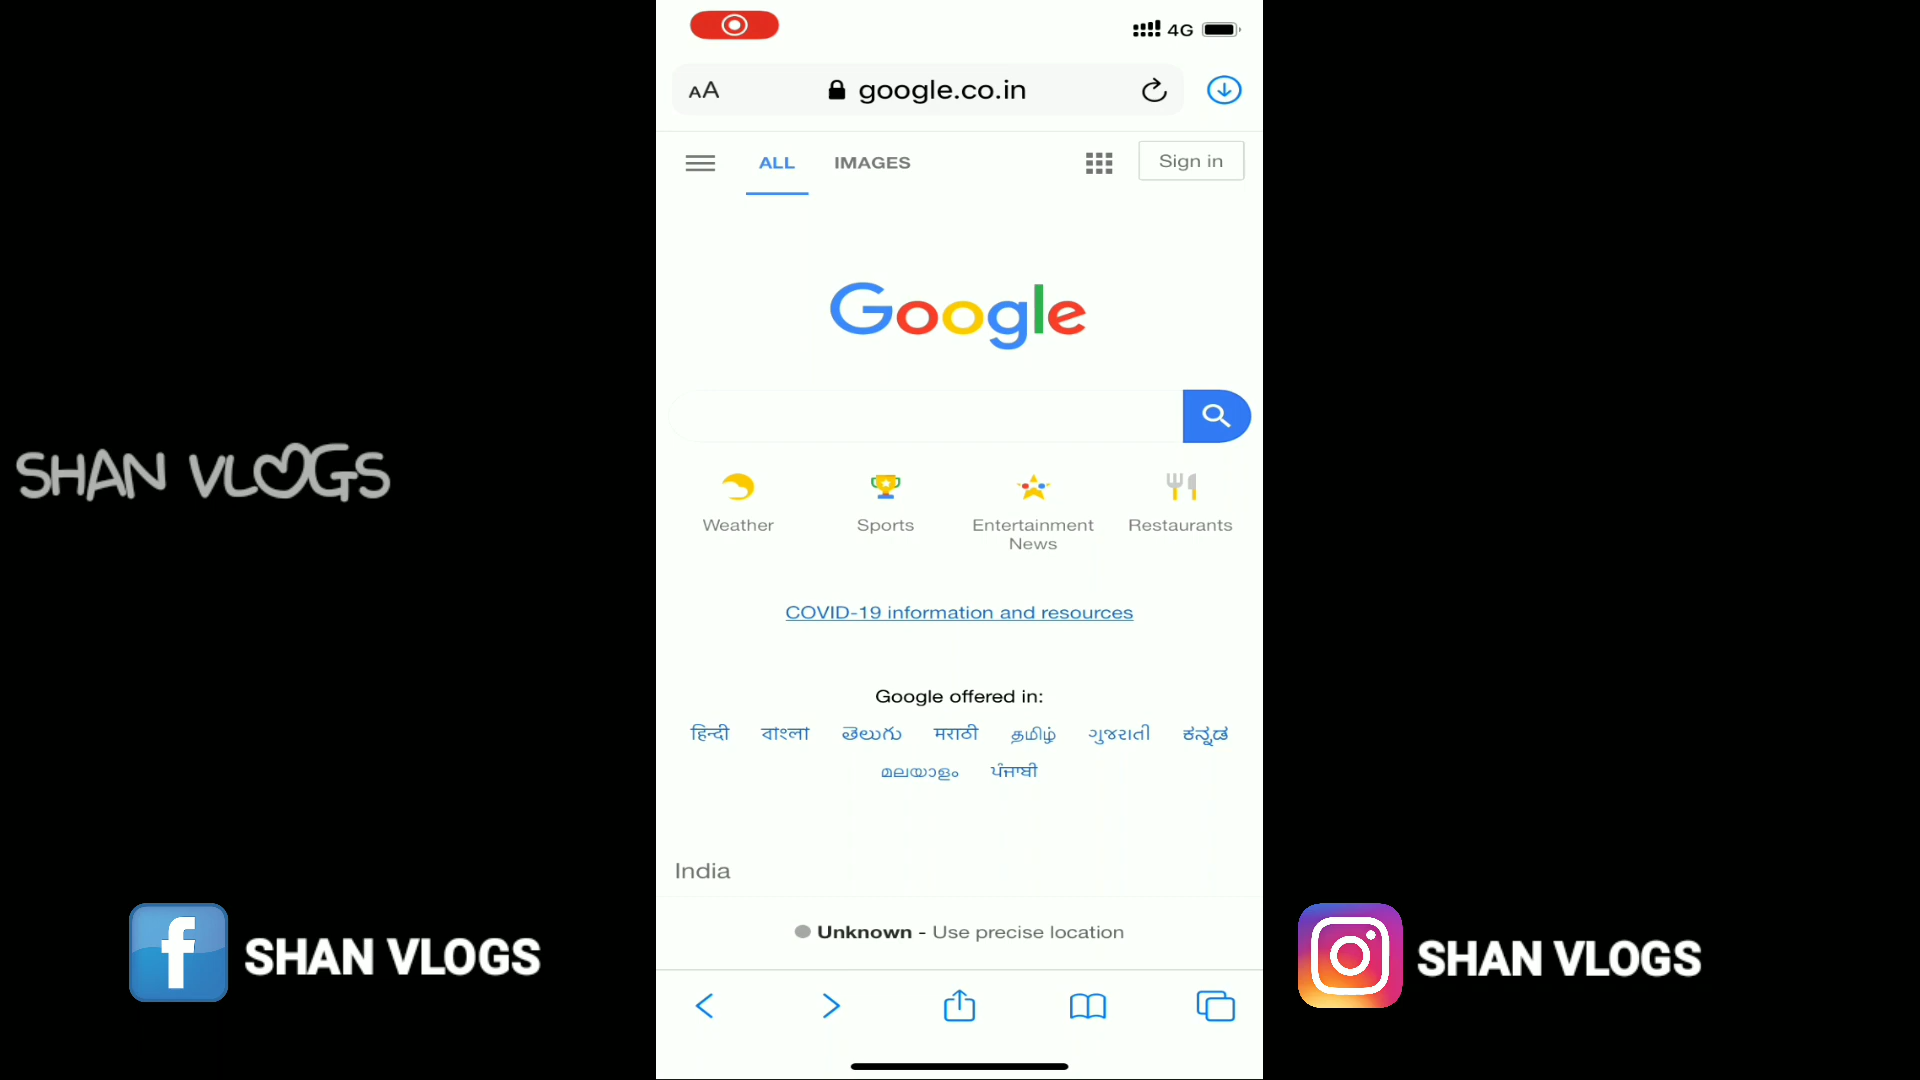 4G
AA google.co.in
ALL IMAGES Sign in
Google
SHAN VLOGS
Weather Sports Entertainment News Restaurants
COVID-19 information and resources
Google offered in:
हिन्दी বাংলা తెలుగు मराठी தமிழ் ગુજરાતી ಕನ್ನಡ
മലയാളം ਪੰਜਾਬੀ
India
Unknown - Use precise location
f SHAN VLOGS
SHAN VLOGS